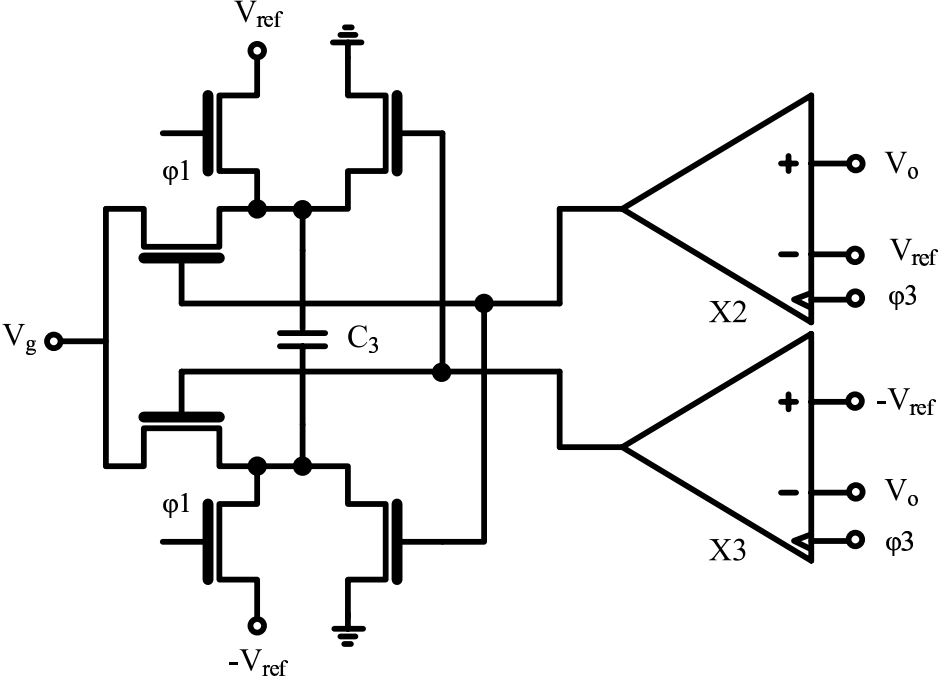 Vref
φ1
+
Vo
−
Vref
φ3
X2
Vg
C3
+
-Vref
φ1
−
Vo
X3
φ3
-Vref